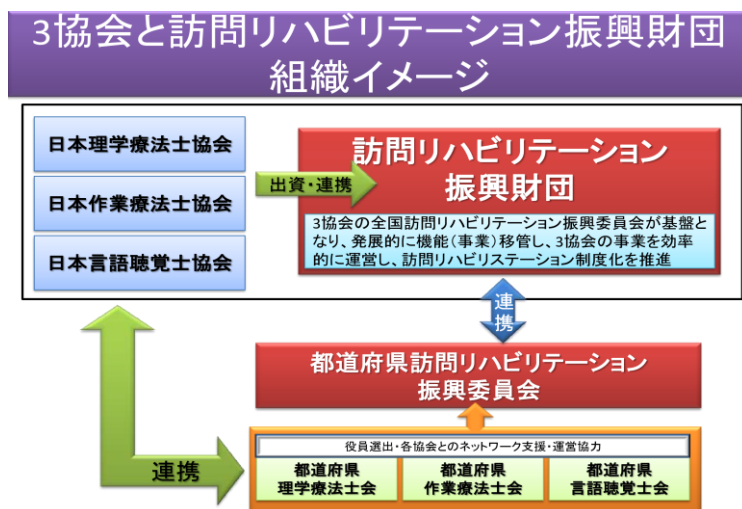 3協会と訪問リハビリテーション振興財団
組織イメージ
日本理学療法士協会
日本作業療法士協会
日本言語聴覚士協会
出資・連携
訪問リハビリテーション
振興財団
3協会の全国訪問リハビリテーション振興委員会が基盤と
なり、発展的に機能(事業)移管し、3協会の事業を効率
的に運営し、訪問リハビリステーション制度化を推進
連
携
都道府県訪問リハビリテーション
振興委員会
役員選出・各協会とのネットワーク支援・運営協力
連携
都道府県
理学療法士会
都道府県
作業療法士会
都道府県
言語聴覚士会